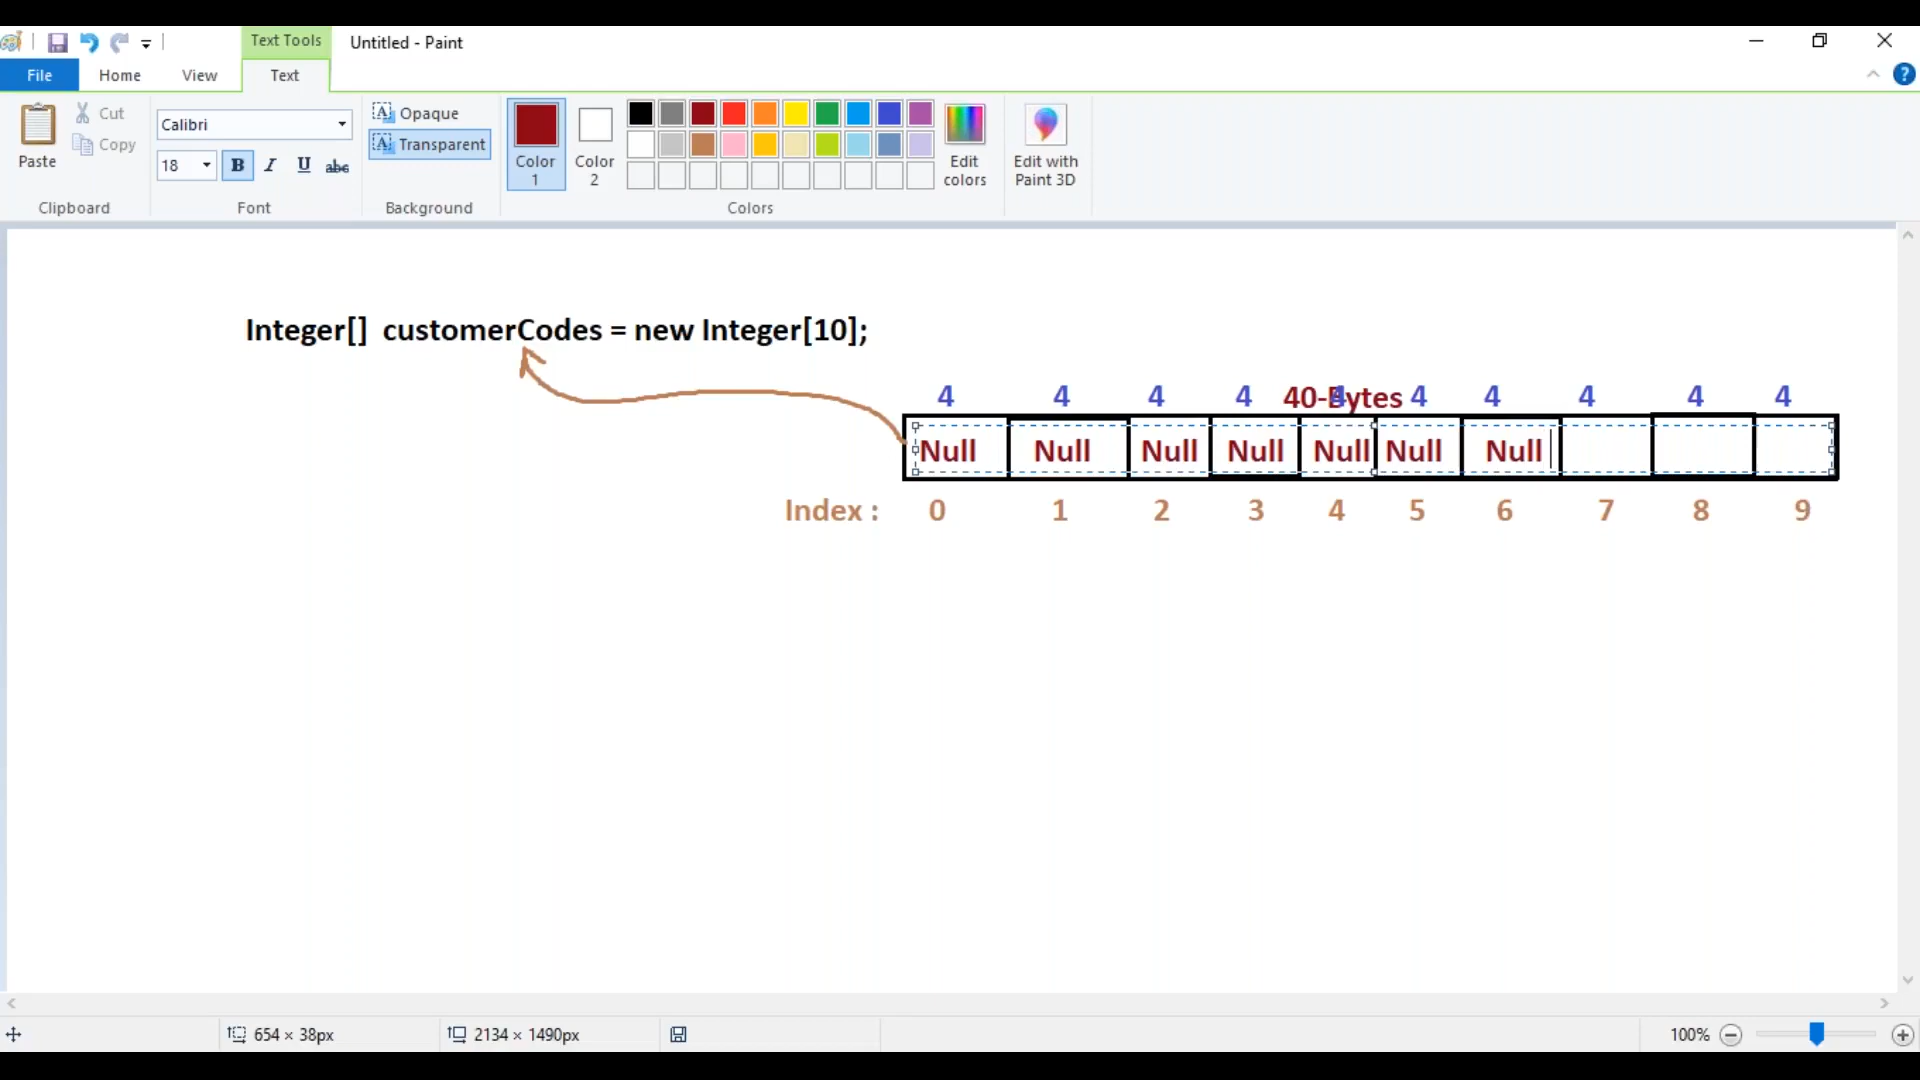 Text Tools
Untitled - Paint
File
Home
View
Text
Paste
Cut
Copy
Clipboard
Calibri
18
B I U abc
Font
A Opaque
A Transparent
Background
Color 1
Color 2
Colors
Edit colors
Edit with Paint 3D
?
Integer[] customerCodes = new Integer[10];
40-Bytes
4 4 4 4 4 4 4 4 4 4
Null Null Null Null Null Null Null
Index : 0 1 2 3 4 5 6 7 8 9
654 × 38px
2134 × 1490px
100%